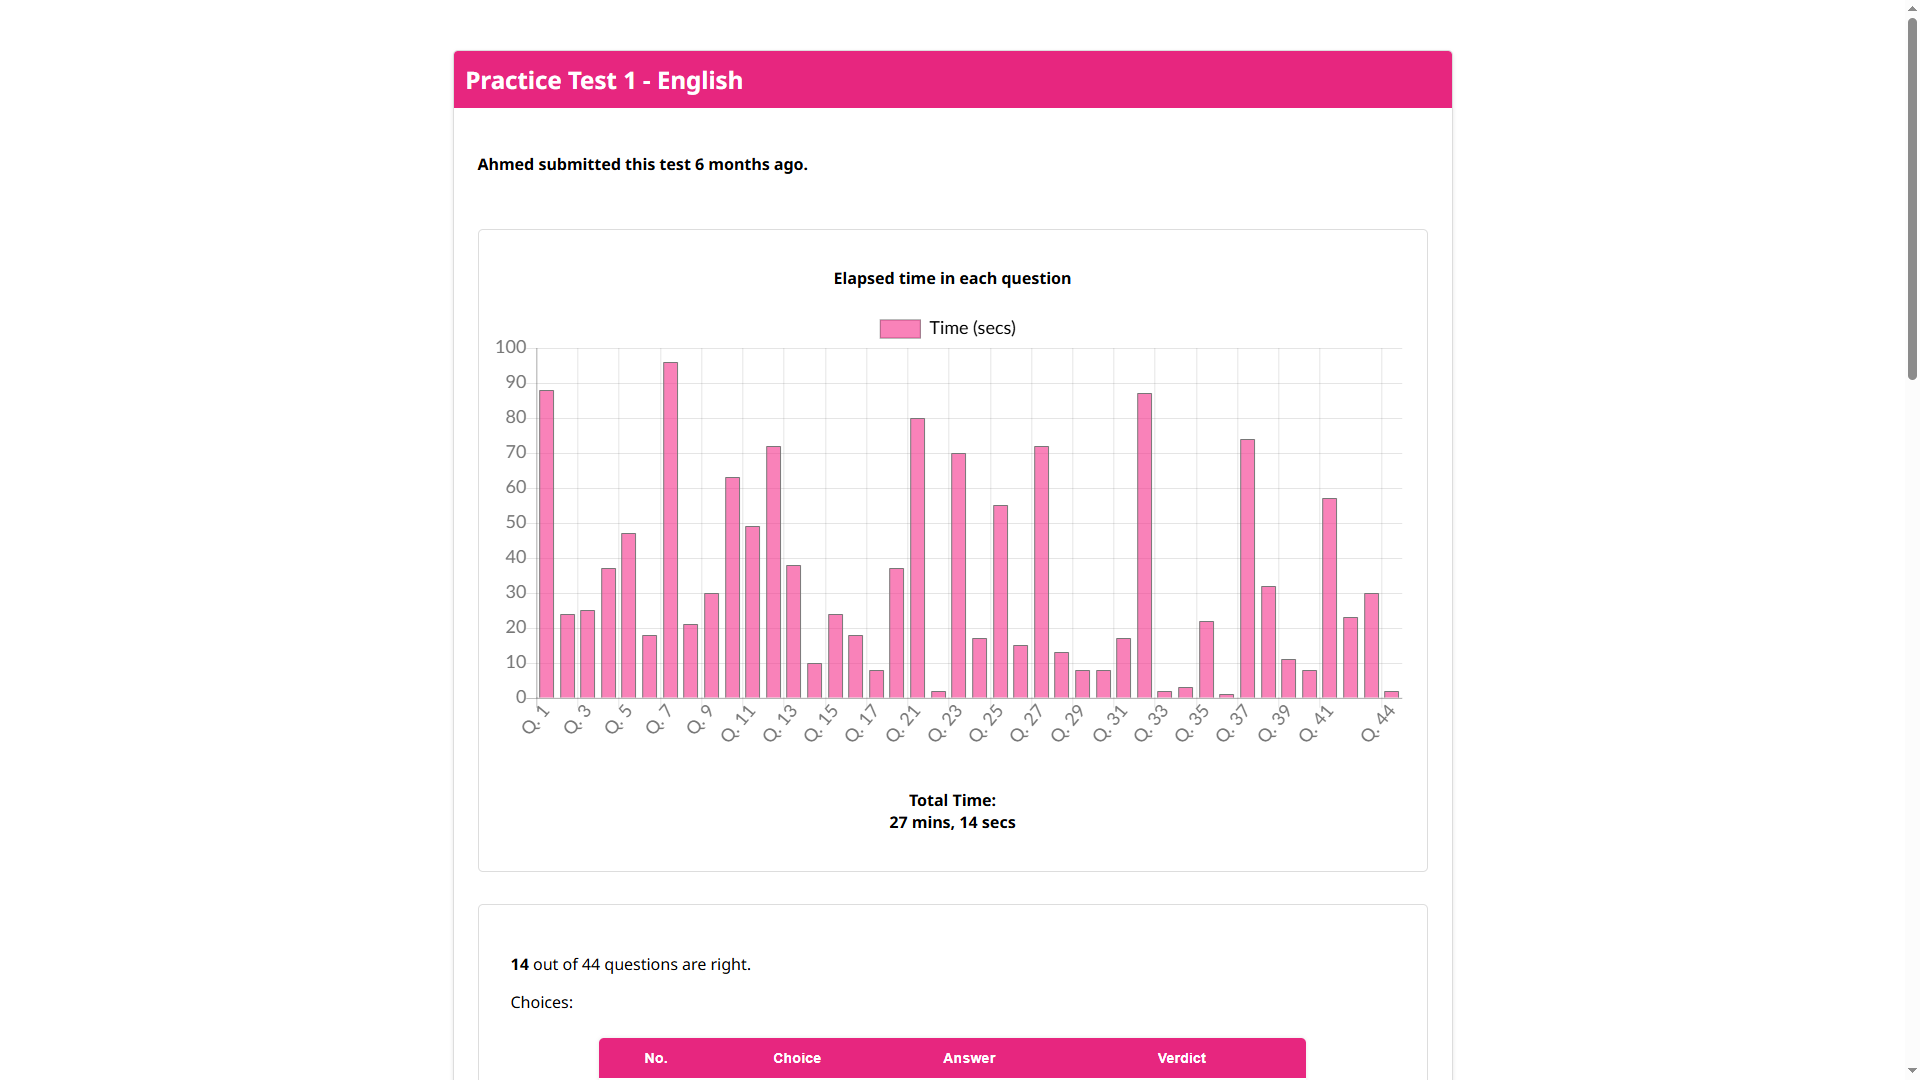 Practice Test 1 - English
Ahmed submitted this test 6 months ago.
Elapsed time in each question
Time (secs)
100
90
80
70
60
50
40
30
20
10
0
Q. 1
Q. 3
Q. 5
Q. 7
Q. 9
Q. 11
Q. 13
Q. 15
Q. 17
Q. 21
Q. 23
Q. 25
Q. 27
Q. 29
Q. 31
Q. 33
Q. 35
Q. 37
Q. 39
Q. 41
Q. 44
Total Time:
27 mins, 14 secs
14 out of 44 questions are right.
Choices:
No. Choice Answer Verdict